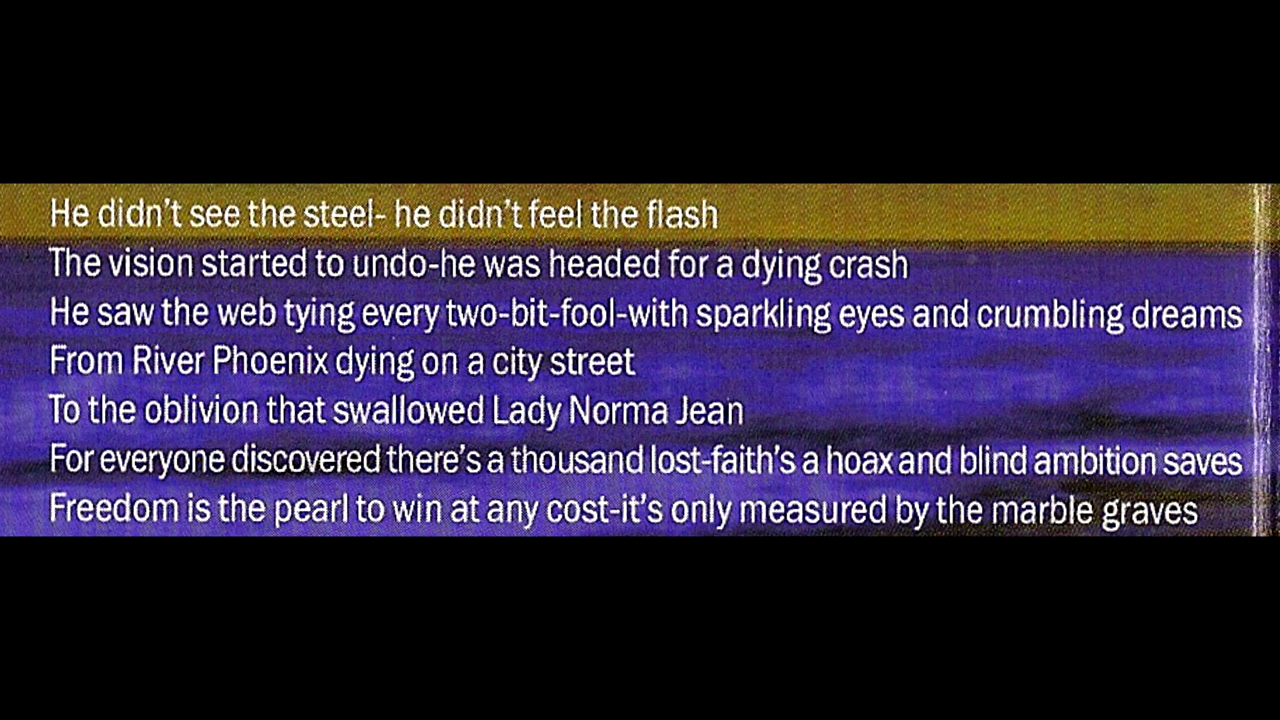 He didn't see the steel- he didn't feel the flash
The vision started to undo-he was headed for a dying crash
He saw the web tying every two-bit-fool-with sparkling eyes and crumbling dreams
From River Phoenix dying on a city street
To the oblivion that swallowed Lady Norma Jean
For everyone discovered there's a thousand lost-faith's a hoax and blind ambition saves
Freedom is the pearl to win at any cost-it's only measured by the marble graves